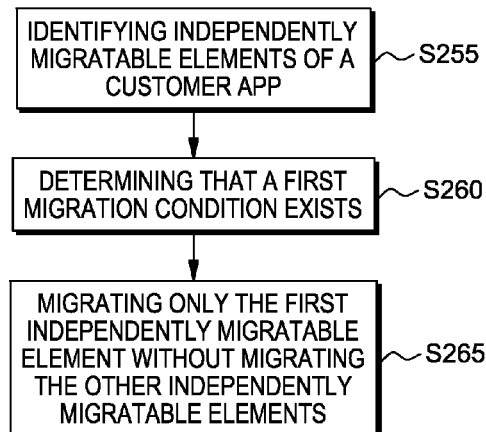 IDENTIFYING INDEPENDENTLY
MIGRATABLE ELEMENTS OF A
CUSTOMER APP
S255
DETERMINING THAT A FIRST
MIGRATION CONDITION EXISTS
S260
MIGRATING ONLY THE FIRST
INDEPENDENTLY MIGRATABLE
ELEMENT WITHOUT MIGRATING
THE OTHER INDEPENDENTLY
MIGRATABLE ELEMENTS
S265